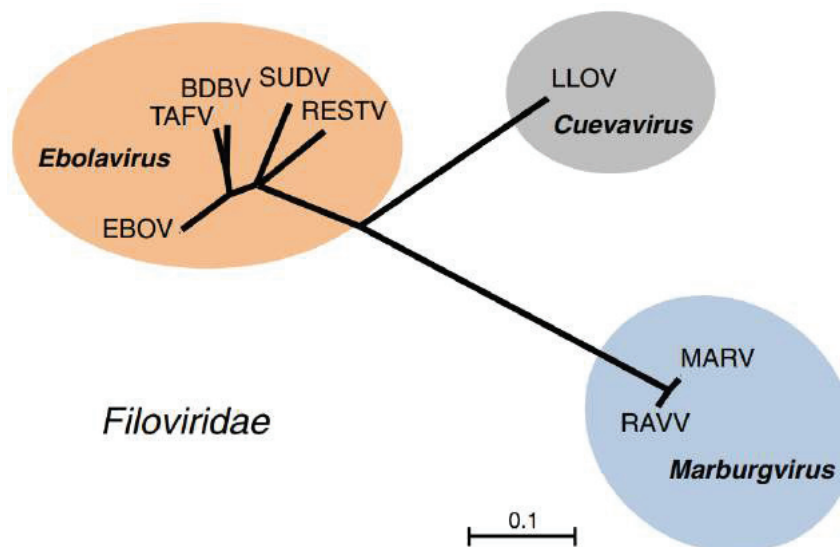 SUDV
BDBV
TAFV
RESTV
Ebolavirus
EBOV
LLOV
Cuevavirus
MARV
RAVV
Marburgvirus
Filoviridae
0.1